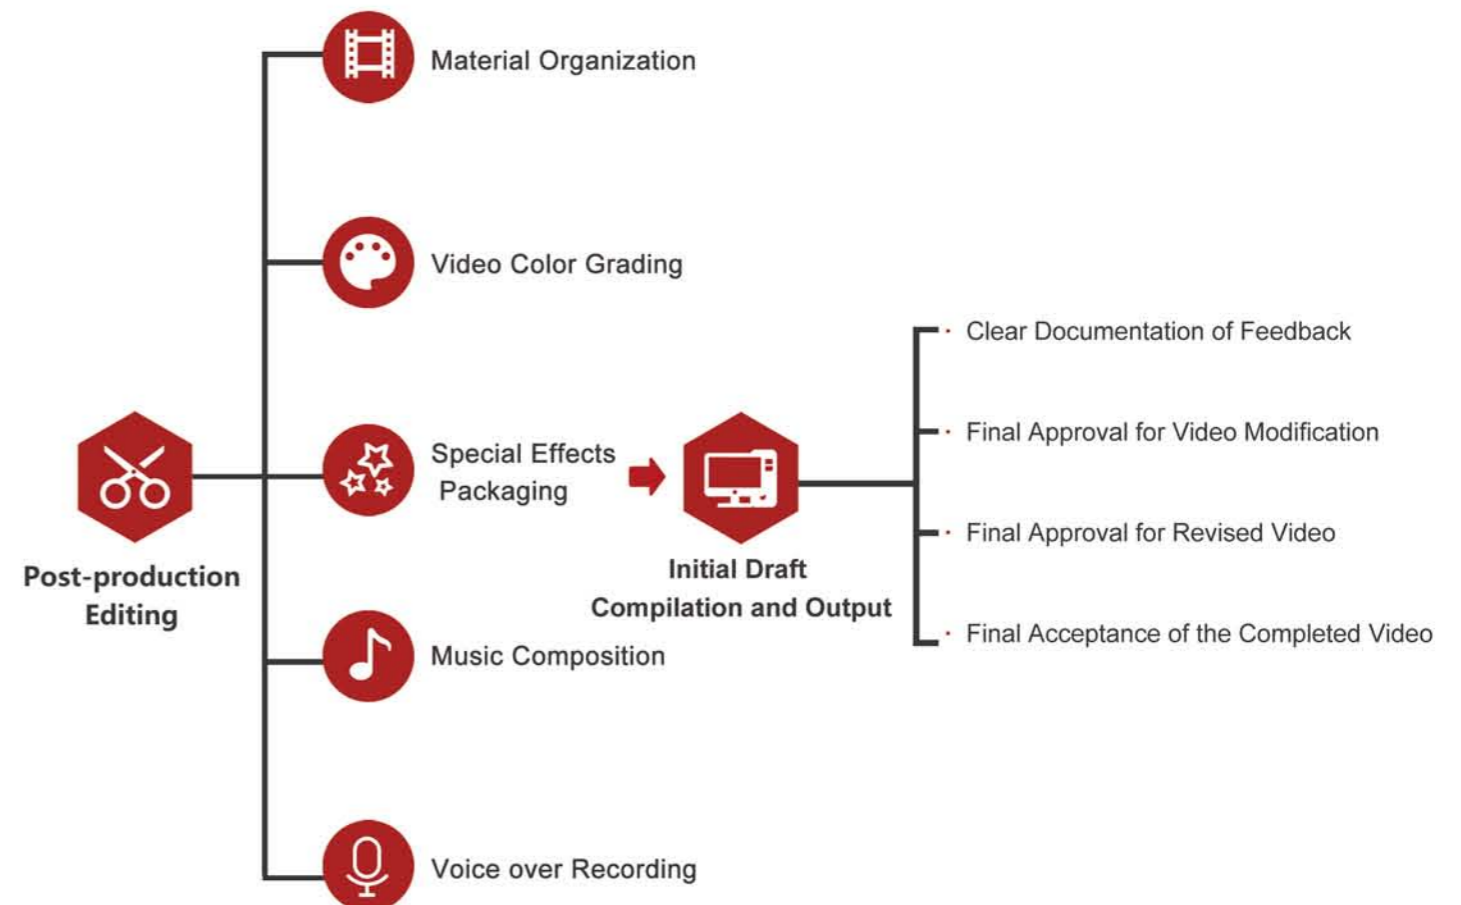 Material Organization
Video Color Grading
Special Effects
Packaging
Music Composition
Voice over Recording
Post-production
Editing
Initial Draft
Compilation and Output
· Clear Documentation of Feedback
· Final Approval for Video Modification
· Final Approval for Revised Video
· Final Acceptance of the Completed Video